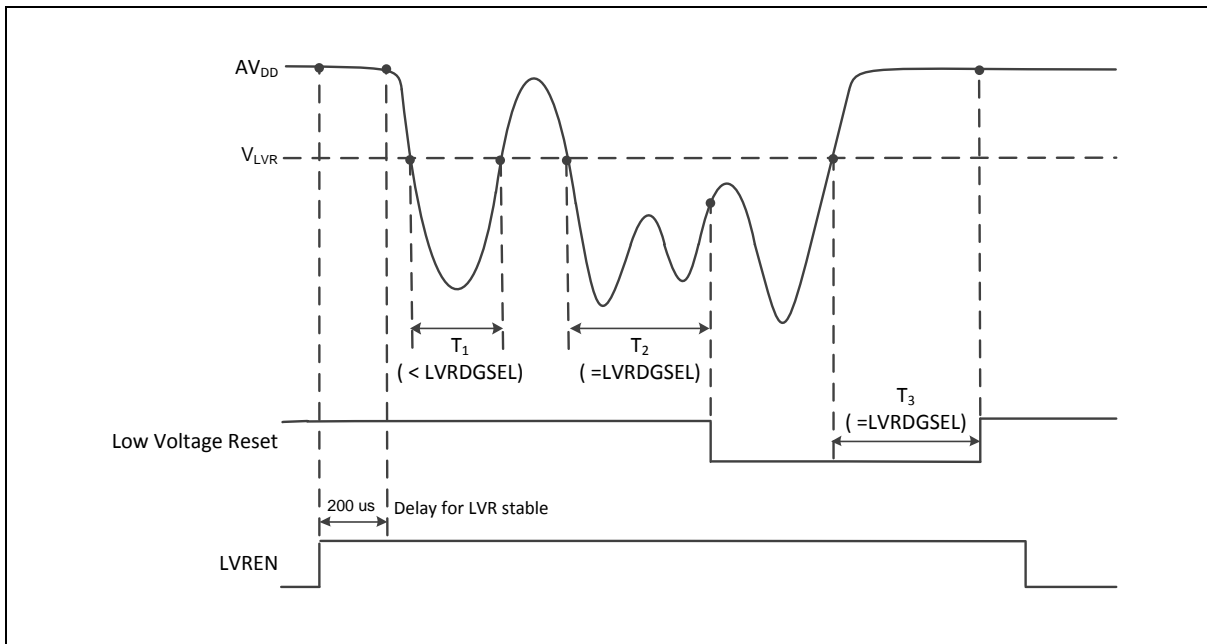 AVDD
VLVR
T1
( < LVRDGSEL)
T2
( =LVRDGSEL)
T3
( =LVRDGSEL)
Low Voltage Reset
200 us
Delay for LVR stable
LVREN